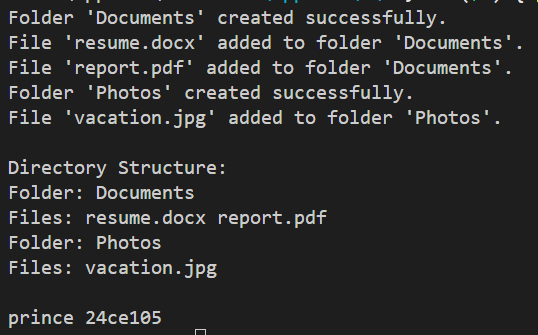 Folder 'Documents' created successfully.
File 'resume.docx' added to folder 'Documents'.
File 'report.pdf' added to folder 'Documents'.
Folder 'Photos' created successfully.
File 'vacation.jpg' added to folder 'Photos'.

Directory Structure:
Folder: Documents
Files: resume.docx report.pdf
Folder: Photos
Files: vacation.jpg

prince 24ce105